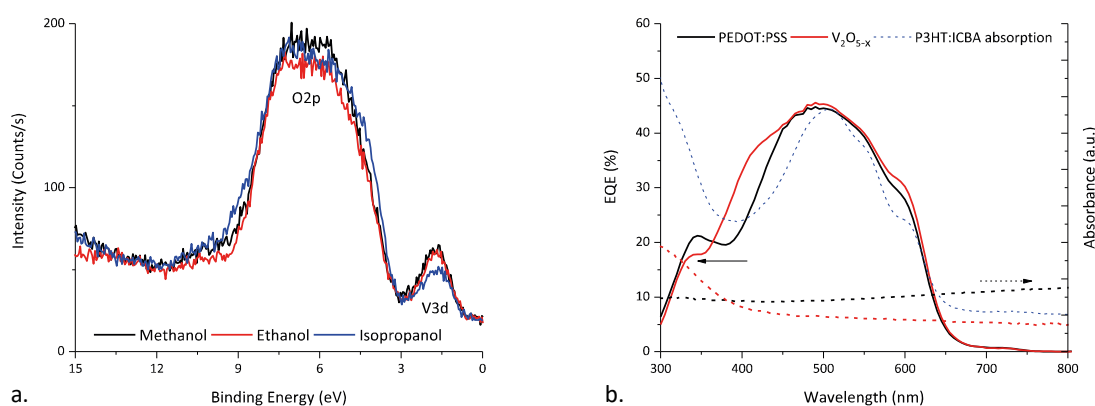 200
100
0
Intensity (Counts/s)
O2p
V3d
Methanol Ethanol Isopropanol
15 12 9 6 3 0
Binding Energy (eV)
a.
60
50
40
30
20
10
0
EQE (%)
PEDOT:PSS V₂O₅₋ₓ P3HT:ICBA absorption
Absorbance (a.u.)
300 400 500 600 700 800
Wavelength (nm)
b.